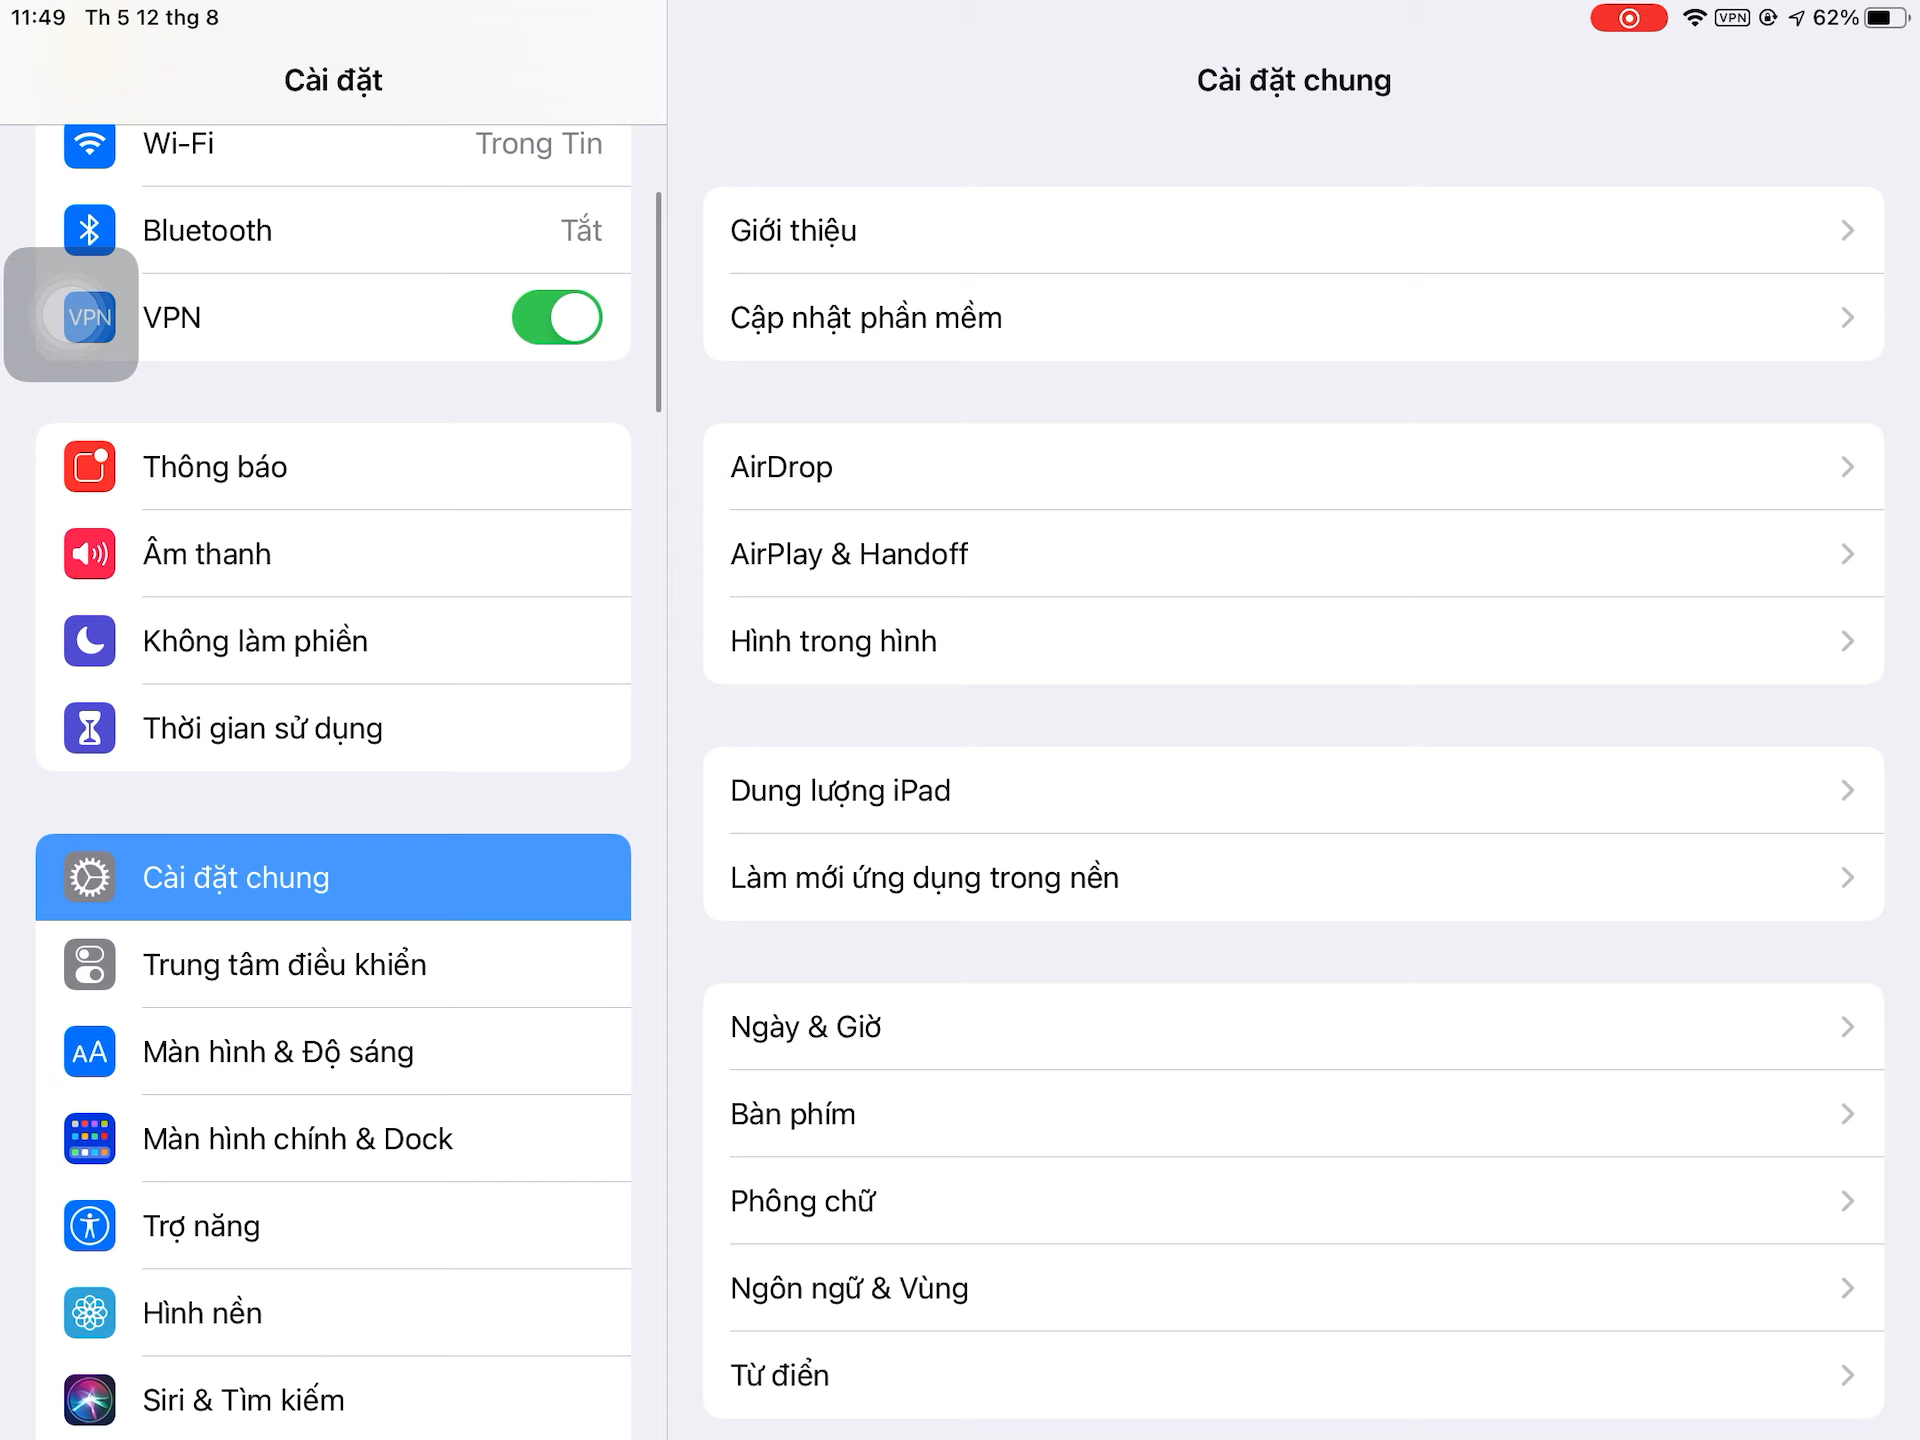 11:49 Th 5 12 thg 8
VPN 62%
Cài đặt
Wi-Fi Trong Tin
Bluetooth Tắt
VPN VPN
Thông báo
Âm thanh
Không làm phiền
Thời gian sử dụng
Cài đặt chung
Trung tâm điều khiển
AA Màn hình & Độ sáng
Màn hình chính & Dock
Trợ năng
Hình nền
Siri & Tìm kiếm
Cài đặt chung
Giới thiệu
Cập nhật phần mềm
AirDrop
AirPlay & Handoff
Hình trong hình
Dung lượng iPad
Làm mới ứng dụng trong nền
Ngày & Giờ
Bàn phím
Phông chữ
Ngôn ngữ & Vùng
Từ điển